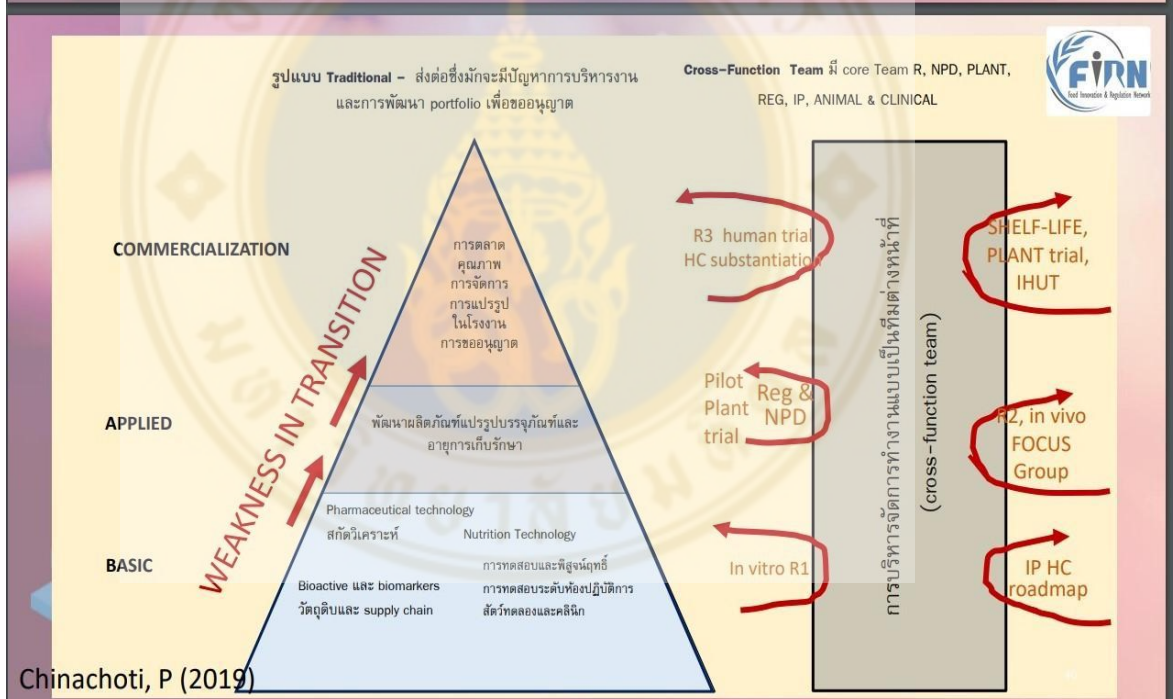 รูปแบบ Traditional – ส่งต่อซึ่งมักจะมีปัญหาการบริหารงาน
และการพัฒนา portfolio เพื่อขออนุญาต
Cross-Function Team มี core Team R, NPD, PLANT,
REG, IP, ANIMAL & CLINICAL
FiRN
Food Innovation & Regulation Network
COMMERCIALIZATION
APPLIED
BASIC
WEAKNESS IN TRANSITION
การตลาด
คุณภาพ
การจัดการ
การแปรรูป
ในโรงงาน
การขออนุญาต
พัฒนาผลิตภัณฑ์แปรรูปบรรจุภัณฑ์และ
อายุการเก็บรักษา
Pharmaceutical technology
สกัดวิเคราะห์
Nutrition Technology
การทดสอบและพิสูจน์ฤทธิ์
Bioactive และ biomarkers
การทดสอบระดับห้องปฏิบัติการ
วัตถุดิบและ supply chain
สัตว์ทดลองและคลินิก
R3 human trial
HC substantiation
Pilot
Plant
trial
Reg &
NPD
In vitro R1
การบริหารจัดการทำงานแบบเป็นทีมต่างหน้าที่
(cross-function team)
SHELF-LIFE,
PLANT trial,
IHUT
R2, in vivo
FOCUS
Group
IP HC
roadmap
Chinachoti, P (2019)